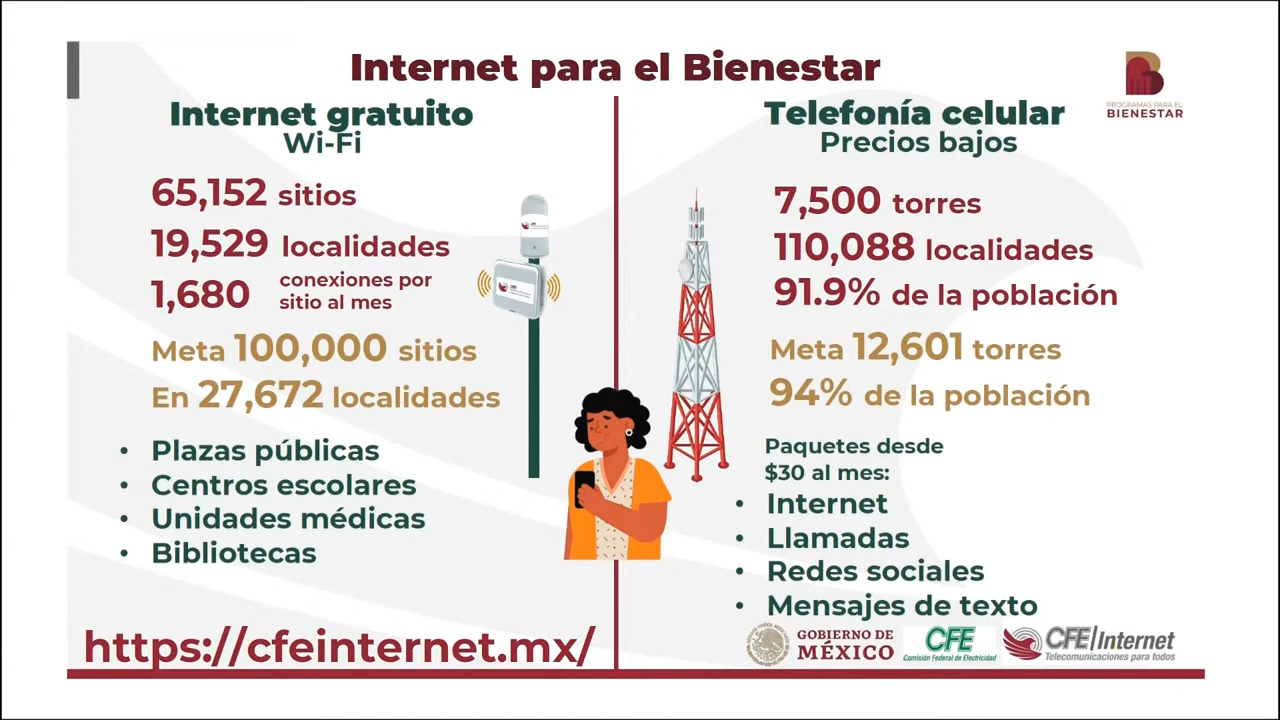 Internet para el Bienestar
PROGRAMAS PARA EL
BIENESTAR
Internet gratuito
Wi-Fi
65,152 sitios
19,529 localidades
1,680 conexiones por
sitio al mes
Meta 100,000 sitios
En 27,672 localidades
• Plazas públicas
• Centros escolares
• Unidades médicas
• Bibliotecas
https://cfeinternet.mx/
CFE
CFE
Telefonía celular
Precios bajos
7,500 torres
110,088 localidades
91.9% de la población
Meta 12,601 torres
94% de la población
Paquetes desde
$30 al mes:
• Internet
• Llamadas
• Redes sociales
• Mensajes de texto
GOBIERNO DE
MÉXICO
CFE
Comisión Federal de Electricidad
CFE/Internet
Telecomunicaciones para todos